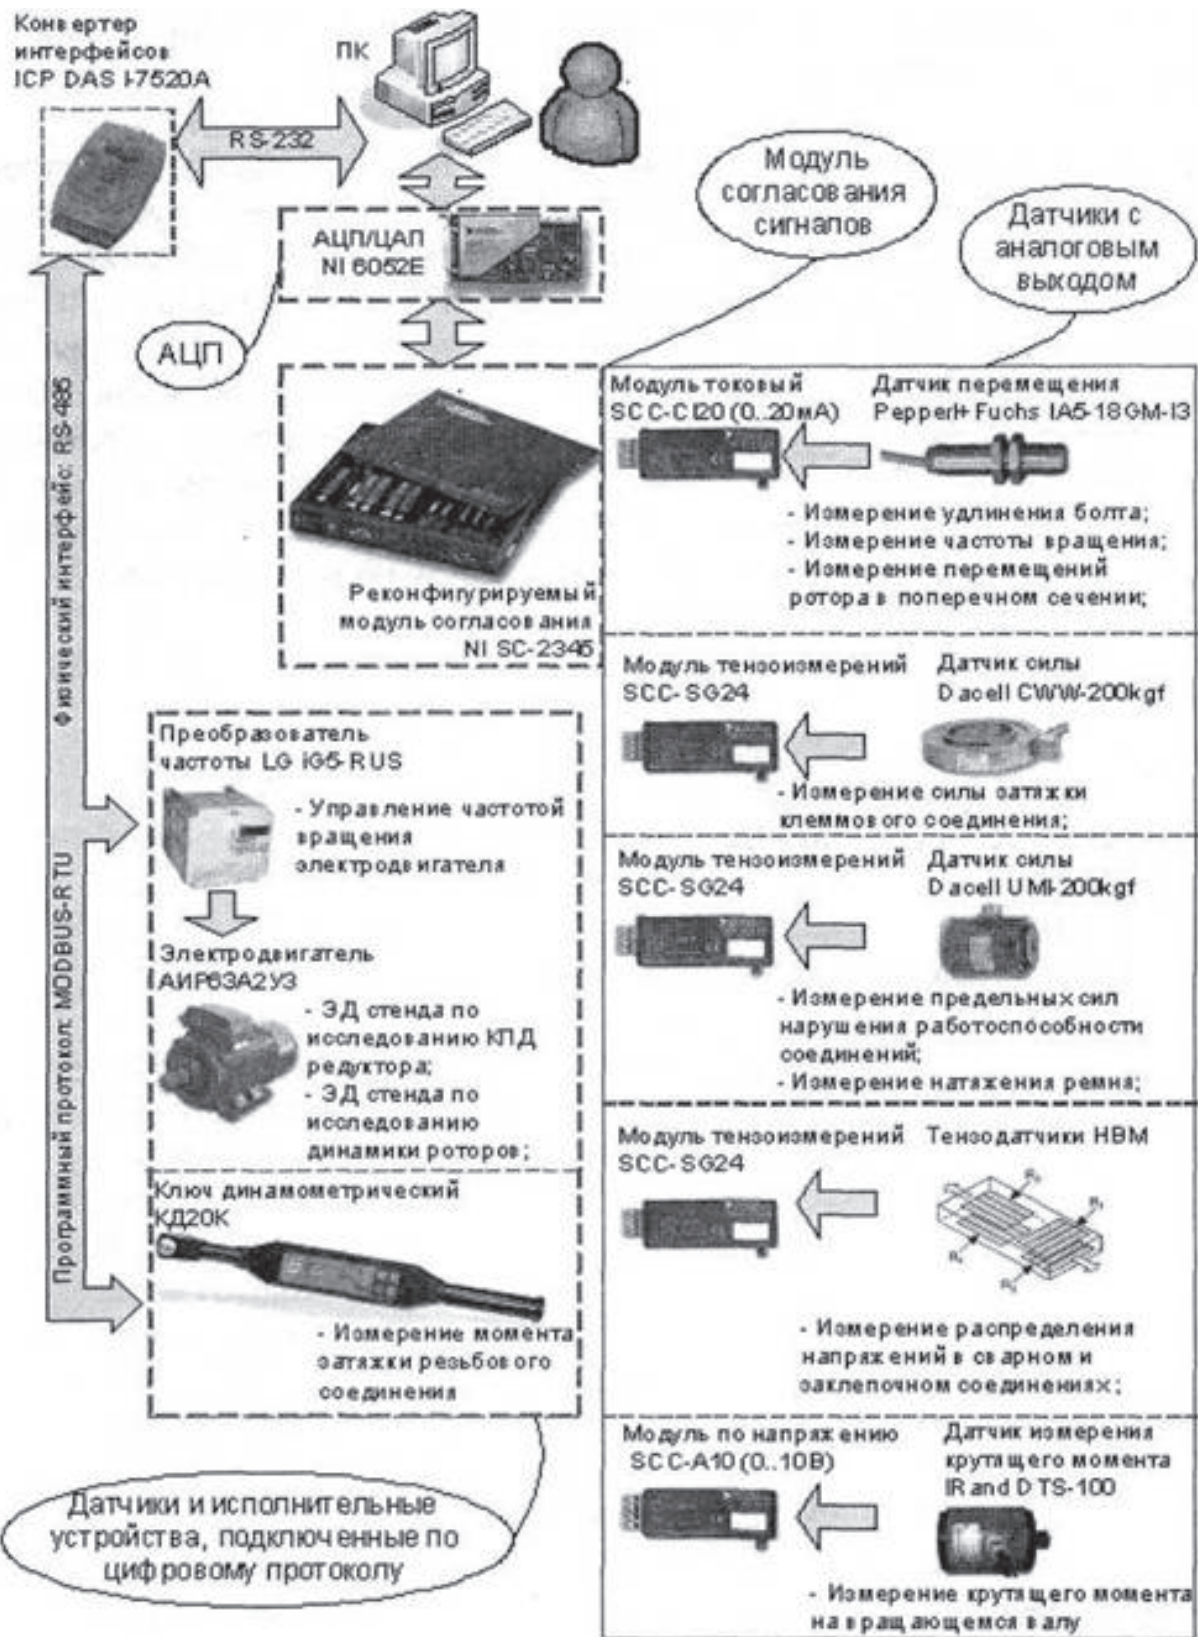 Конвертер
интерфейсов
ICP DAS I-7520A
ПК
RS-232
АЦП/ЦАП
NI 6052E
АЦП
Модуль
согласования
сигналов
Датчики с
аналоговым
выходом
Физический интерфейс: RS-485
Программный протокол: MODBUS-RTU
Реконфигурируемый
модуль согласования
NI SC-2345
Модуль токовый
SCC-CI20 (0..20мА)
Датчик перемещения
Pepperl+ Fuchs IA5-18GM-I3
- Измерение удлинения болта;
- Измерение частоты вращения;
- Измерение перемещений
ротора в поперечном сечении;
Модуль тензоизмерений
SCC-SG24
Датчик силы
Dacell CWW-200kgf
- Измерение силы затяжки
клеммового соединения;
Модуль тензоизмерений
SCC-SG24
Датчик силы
Dacell UMI-200kgf
- Измерение предельных сил
нарушения работоспособности
соединений;
- Измерение натяжения ремня;
Модуль тензоизмерений
SCC-SG24
Тензодатчики HBM
- Измерение распределения
напряжений в сварном и
заклепочном соединениях;
Модуль по напряжению
SCC-A10 (0..10В)
Датчик измерения
крутящего момента
IR and D TS-100
- Измерение крутящего момента
на вращающемся валу
Преобразователь
частоты LG iG5-RUS
- Управление частотой
вращения
электродвигателя
Электродвигатель
АИР63А2У3
- ЭД стенда по
исследованию КПД
редуктора;
- ЭД стенда по
исследованию
динамики роторов;
Ключ динамометрический
КД20К
- Измерение момента
затяжки резьбового
соединения
Датчики и исполнительные
устройства, подключенные по
цифровому протоколу